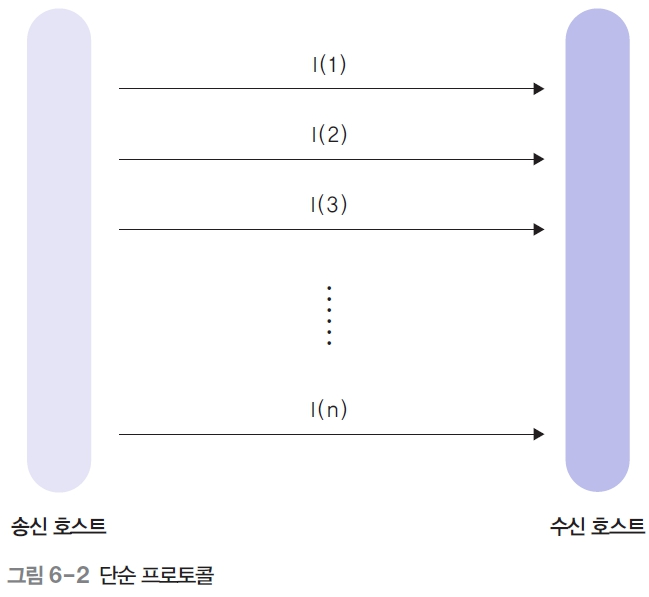 I(1)
I(2)
I(3)
I(n)
송신 호스트
수신 호스트
그림 6-2 단순 프로토콜